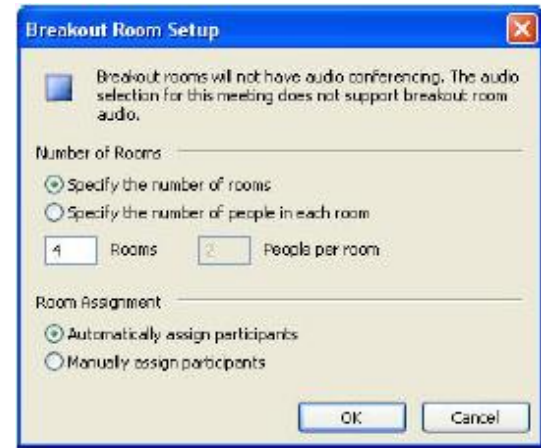 Breakout Room Setup
Breakout rooms will not have audio conferencing. The audio
selection for this meeting does not support breakout room
audio.
Number of Rooms
Specify the number of rooms
Specify the number of people in each room
4 Rooms 2 People per room
Room Assignment
Automatically assign participants
Manually assign participants
OK Cancel